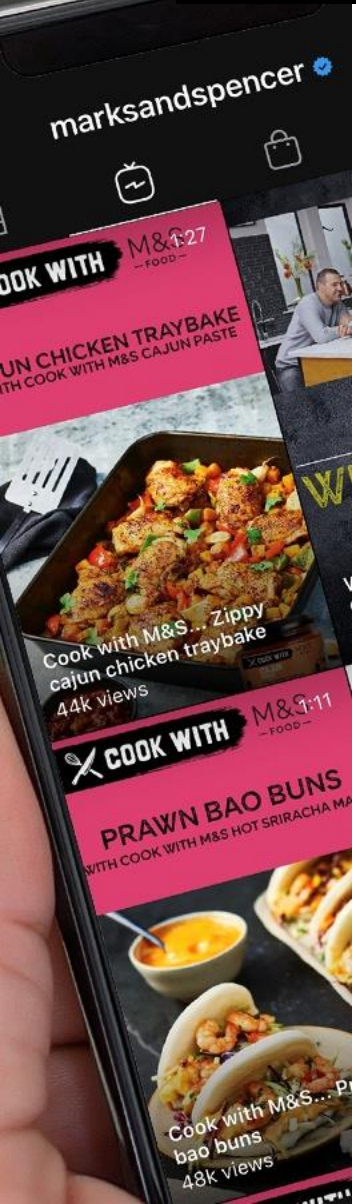 marksandspencer
OOK WITH
M&S
FOOD
1:27
UN CHICKEN TRAYBAKE
ITH COOK WITH M&S CAJUN PASTE
Cook with M&S... Zippy
cajun chicken traybake
44k views
COOK WITH
M&S
FOOD
1:11
PRAWN BAO BUNS
WITH COOK WITH M&S HOT SRIRACHA MA
Cook with M&S... Pr
bao buns
48k views